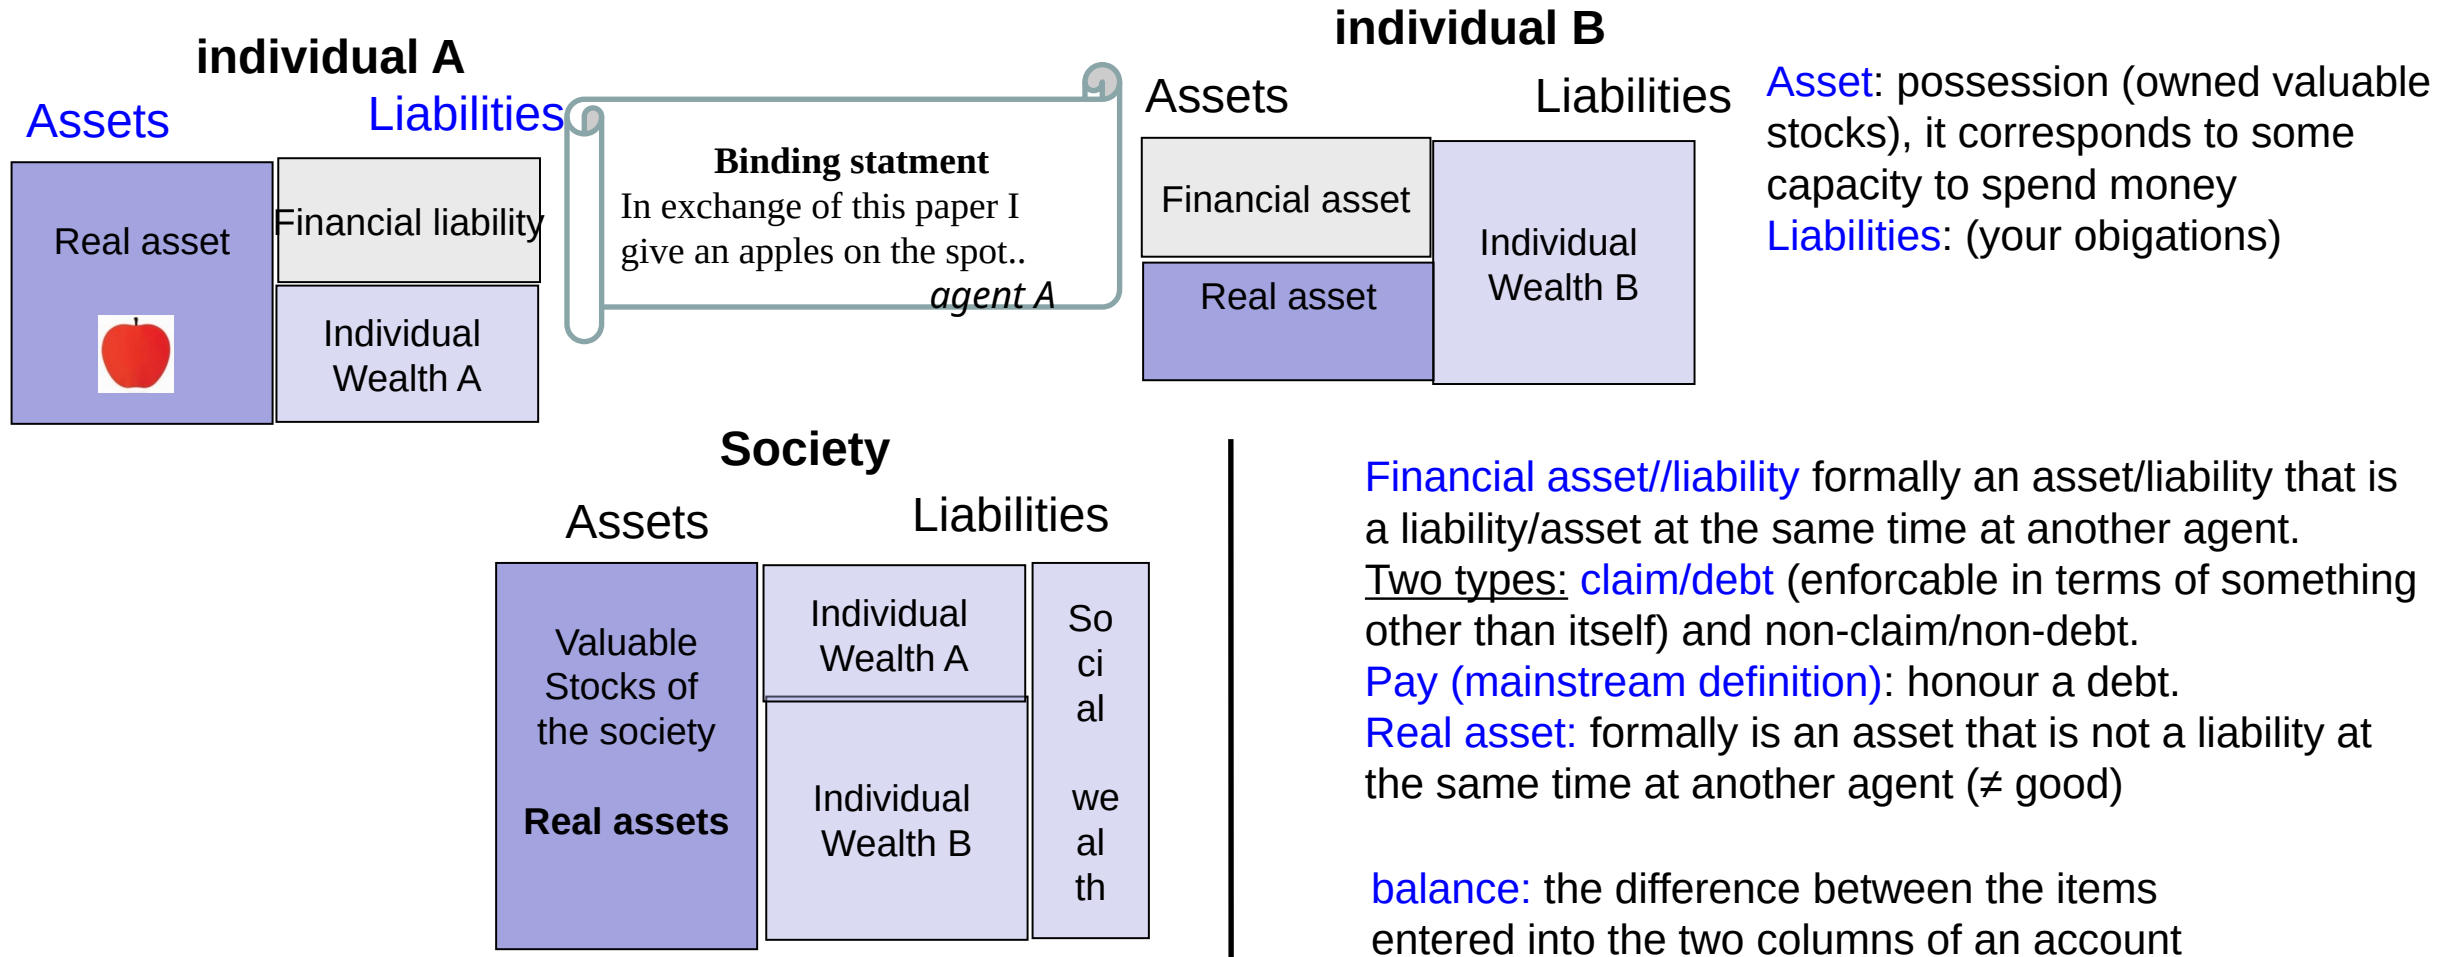 individual A
Assets
Liabilities
Real asset
Financial liability
Individual
Wealth A
Binding statment
In exchange of this paper I
give an apples on the spot..
agent A
individual B
Assets
Liabilities
Financial asset
Real asset
Individual
Wealth B
Asset: possession (owned valuable
stocks), it corresponds to some
capacity to spend money
Liabilities: (your obigations)
Society
Assets
Liabilities
Valuable
Stocks of
the society
Real assets
Individual
Wealth A
Individual
Wealth B
So
ci
al
we
al
th
Financial asset//liability formally an asset/liability that is
a liability/asset at the same time at another agent.
Two types: claim/debt (enforcable in terms of something
other than itself) and non-claim/non-debt.
Pay (mainstream definition): honour a debt.
Real asset: formally is an asset that is not a liability at
the same time at another agent (≠ good)
balance: the difference between the items
entered into the two columns of an account